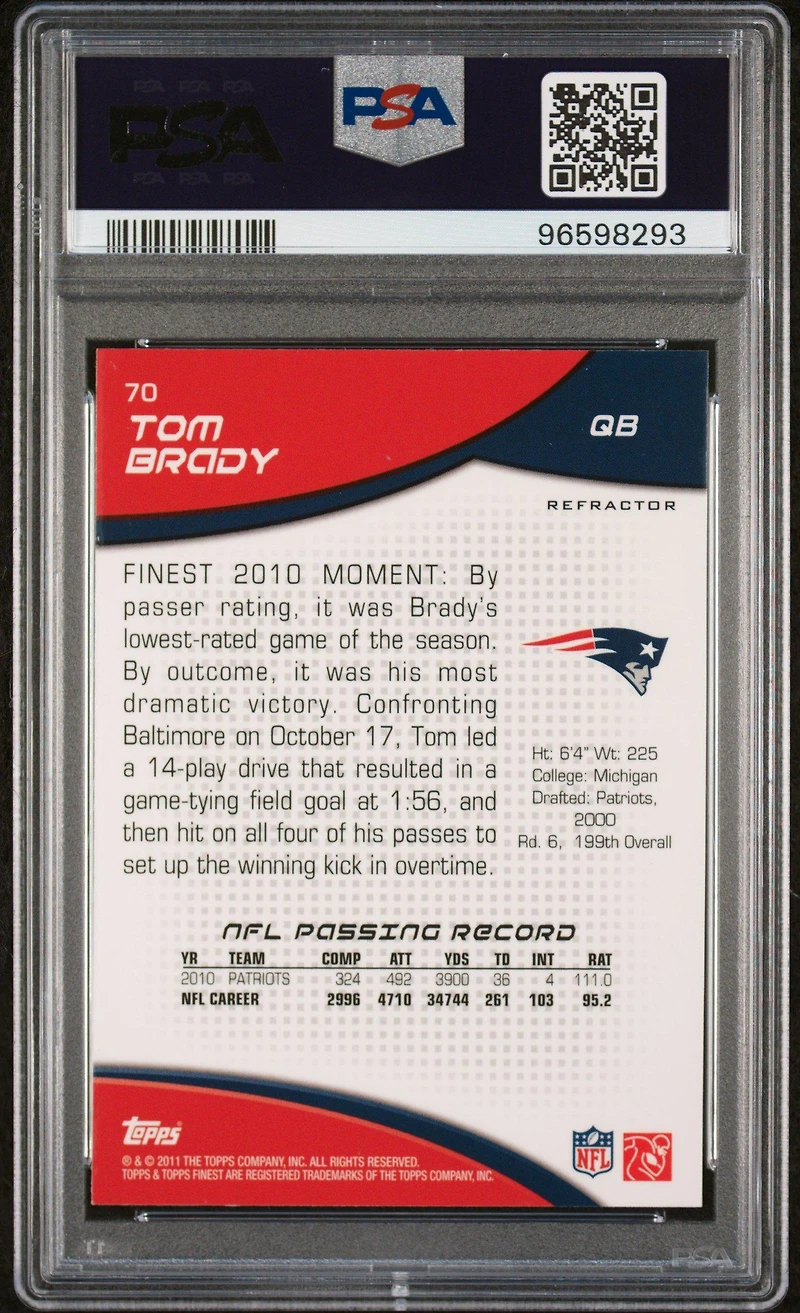 PSA PSA PSA
PSA
PSA PSA PSA
PSA
96598293
70
TOM
BRADY
QB
REFRACTOR
FINEST 2010 MOMENT: By
passer rating, it was Brady's
lowest-rated game of the season.
By outcome, it was his most
dramatic victory. Confronting
Baltimore on October 17, Tom led
a 14-play drive that resulted in a
game-tying field goal at 1:56, and
then hit on all four of his passes to
set up the winning kick in overtime.
Ht: 6'4" Wt: 225
College: Michigan
Drafted: Patriots,
2000
Rd. 6, 199th Overall
NFL PASSING RECORD
YR TEAM COMP ATT YDS TD INT RAT
2010 PATRIOTS 324 492 3900 36 4 111.0
NFL CAREER 2996 4710 34744 261 103 95.2
topps
NFL
® & © 2011 THE TOPPS COMPANY, INC. ALL RIGHTS RESERVED.
TOPPS & TOPPS FINEST ARE REGISTERED TRADEMARKS OF THE TOPPS COMPANY, INC.
PSA